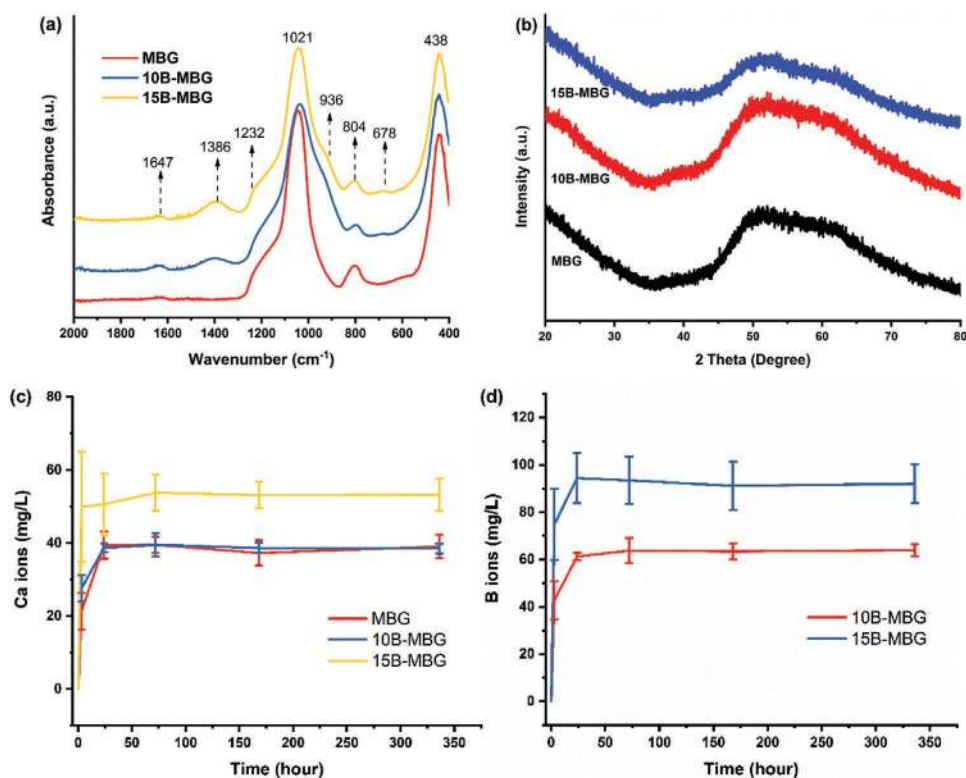 (a)
MBG
10B-MBG
15B-MBG
1647
1386
1232
1021
936
804
678
438
Absorbance (a.u.)
2000 1800 1600 1400 1200 1000 800 600 400
Wavenumber (cm⁻¹)
(b)
15B-MBG
10B-MBG
MBG
Intensity (a.u.)
20 30 40 50 60 70 80
2 Theta (Degree)
(c)
80
60
40
20
0
Ca ions (mg/L)
MBG
10B-MBG
15B-MBG
0 50 100 150 200 250 300 350
Time (hour)
(d)
120
100
80
60
40
20
0
B ions (mg/L)
10B-MBG
15B-MBG
0 50 100 150 200 250 300 350
Time (hour)